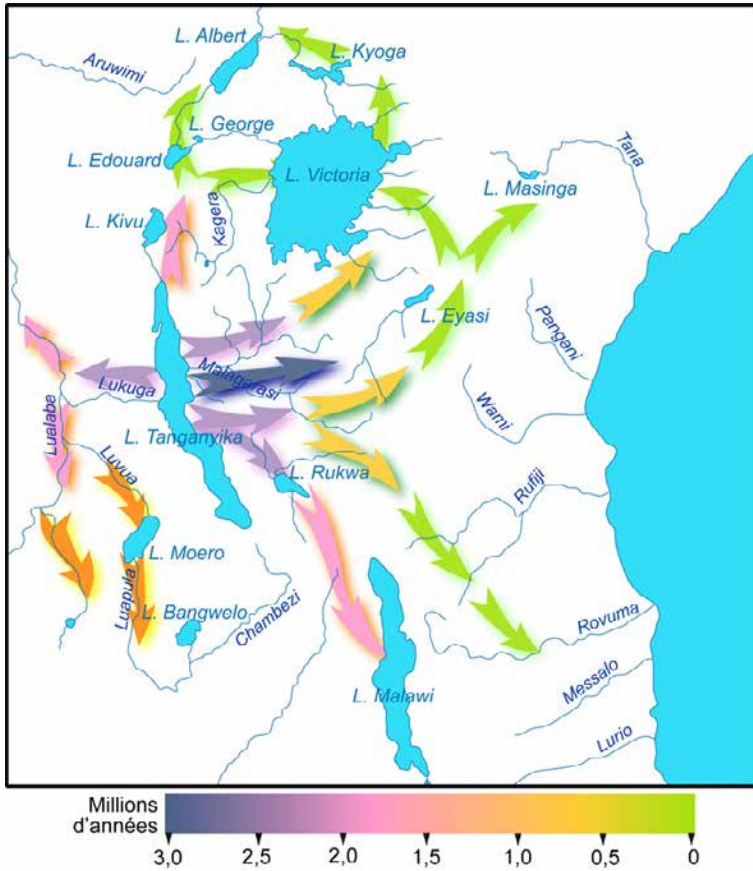 L. Albert
L. Kyoga
Aruwimi
L. George
L. Edouard
L. Victoria
L. Masinga
Tana
Kagera
L. Kivu
L. Eyasi
Pangani
Malagarasi
Lukuga
Wami
Lualabe
L. Tanganyika
Luvua
L. Rukwa
Rufiji
L. Moero
Luapula
L. Bangwelo
Chambezi
Rovuma
L. Malawi
Messalo
Lurio
Millions
d'années
3,0 2,5 2,0 1,5 1,0 0,5 0